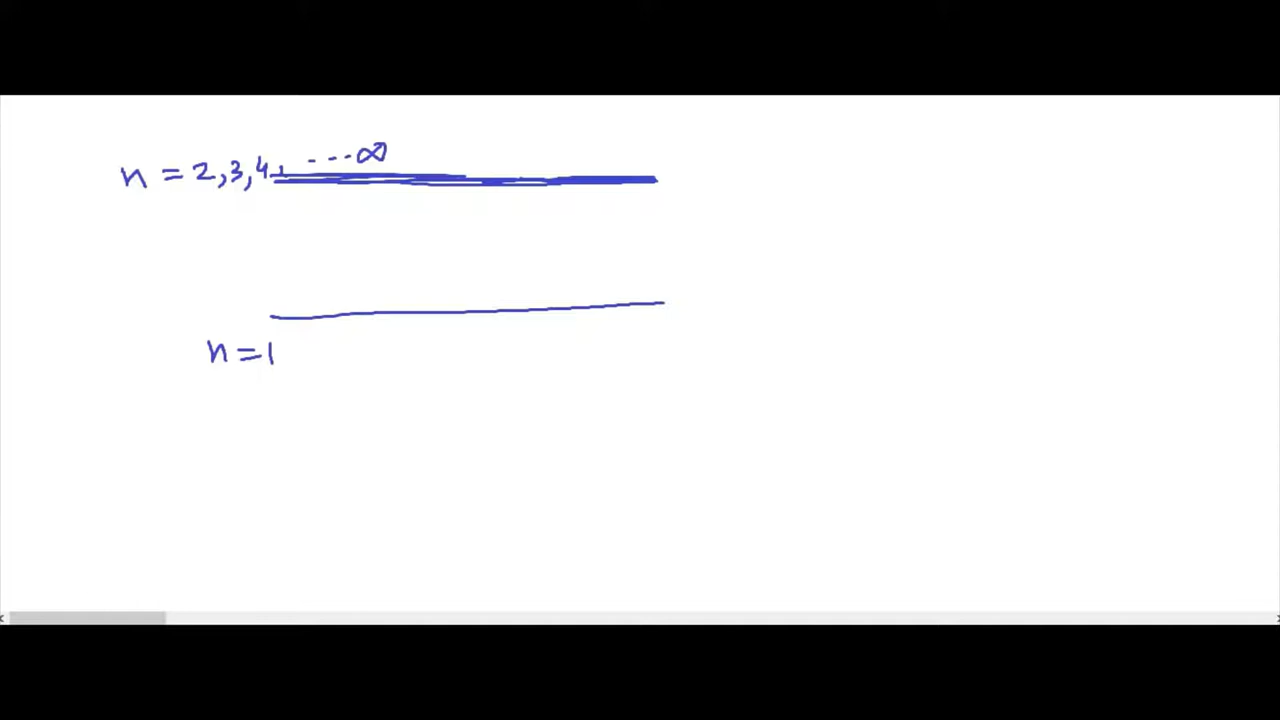 n = 2,3,4, ---∞
n = 1